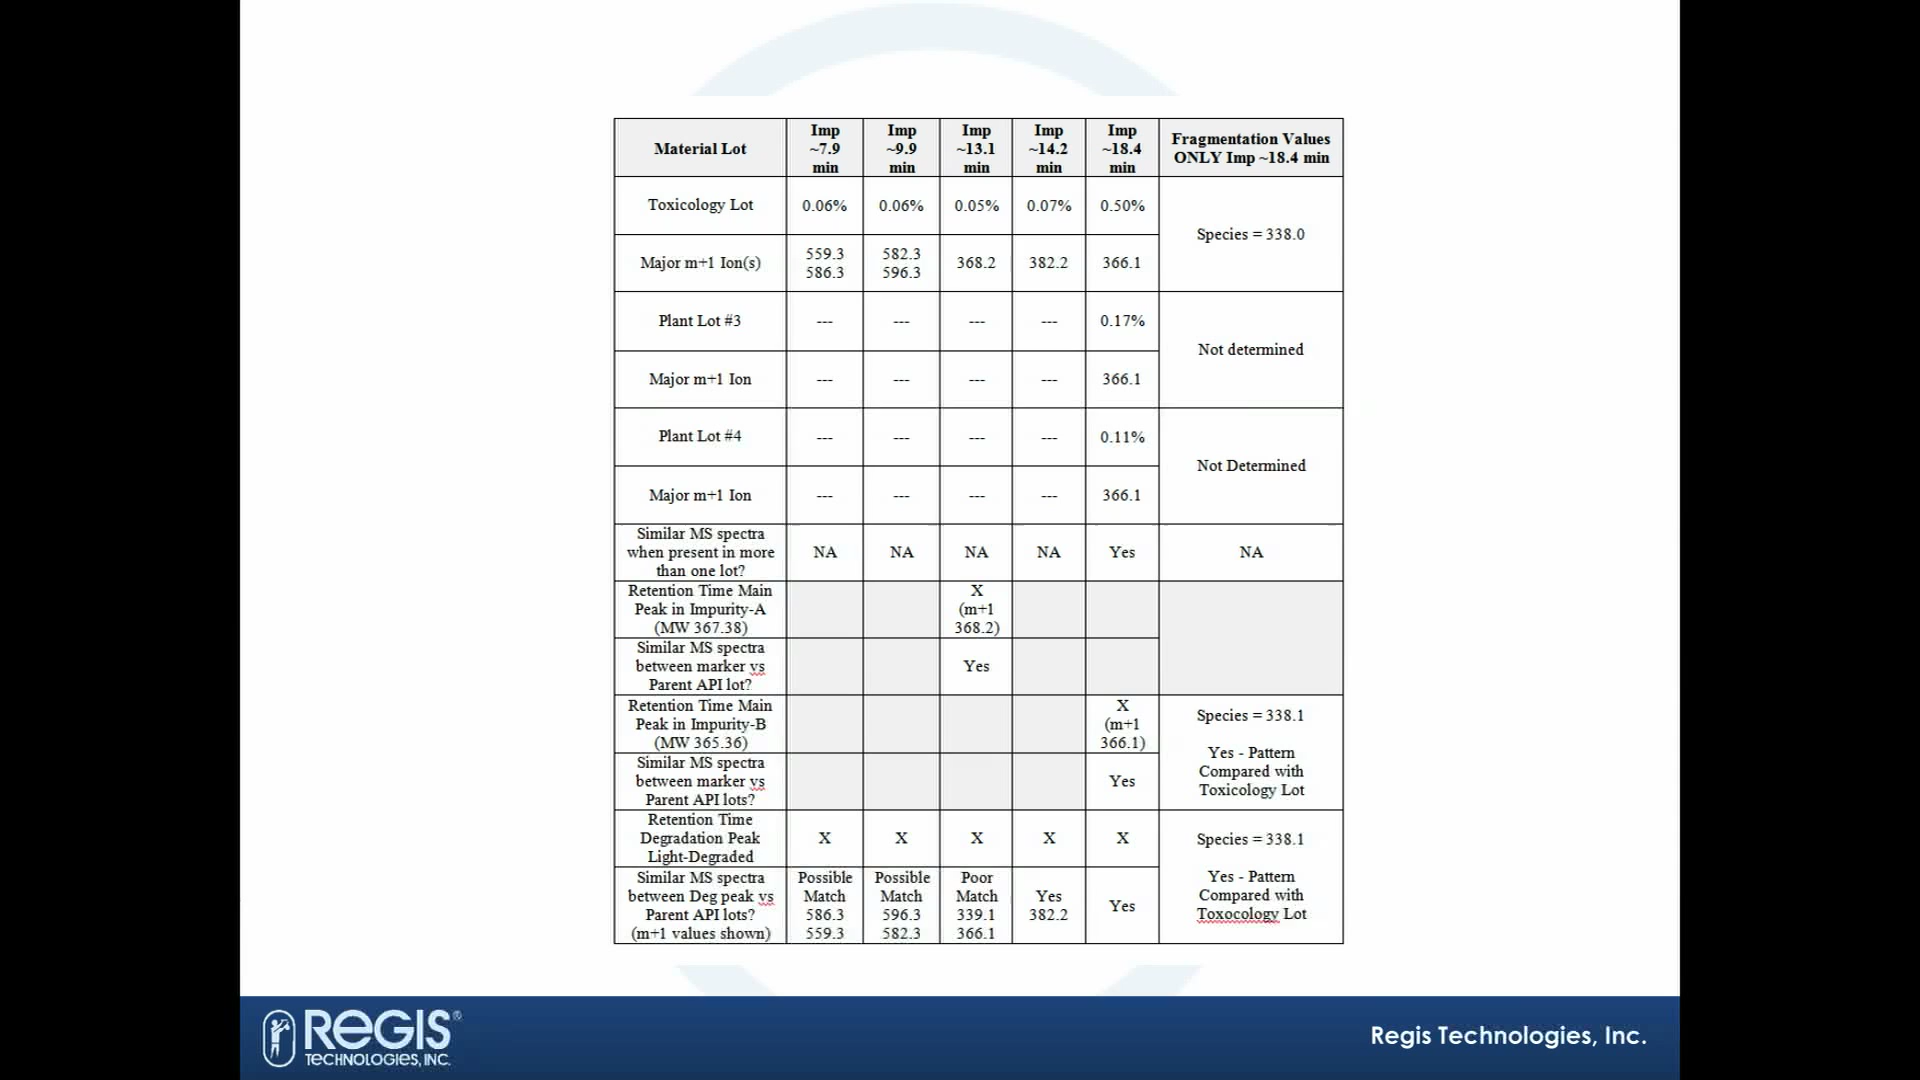 Material Lot
Imp
~7.9
min
Imp
~9.9
min
Imp
~13.1
min
Imp
~14.2
min
Imp
~18.4
min
Fragmentation Values
ONLY Imp ~18.4 min
Toxicology Lot
0.06%
0.06%
0.05%
0.07%
0.50%
Species = 338.0
Major m+1 Ion(s)
559.3
586.3
582.3
596.3
368.2
382.2
366.1
Plant Lot #3
---
---
---
---
0.17%
Not determined
Major m+1 Ion
---
---
---
---
366.1
Plant Lot #4
---
---
---
---
0.11%
Not Determined
Major m+1 Ion
---
---
---
---
366.1
Similar MS spectra
when present in more
than one lot?
NA
NA
NA
NA
Yes
NA
Retention Time Main
Peak in Impurity-A
(MW 367.38)
X
(m+1
368.2)
Similar MS spectra
between marker vs
Parent API lot?
Yes
Retention Time Main
Peak in Impurity-B
(MW 365.36)
X
(m+1
366.1)
Species = 338.1
Yes - Pattern
Compared with
Toxicology Lot
Similar MS spectra
between marker vs
Parent API lots?
Yes
Retention Time
Degradation Peak
Light-Degraded
X
X
X
X
X
Species = 338.1
Yes - Pattern
Compared with
Toxocology Lot
Similar MS spectra
between Deg peak vs
Parent API lots?
(m+1 values shown)
Possible
Match
586.3
559.3
Possible
Match
596.3
582.3
Poor
Match
339.1
366.1
Yes
382.2
Yes
REGIS®
TECHNOLOGIES, INC.
Regis Technologies, Inc.